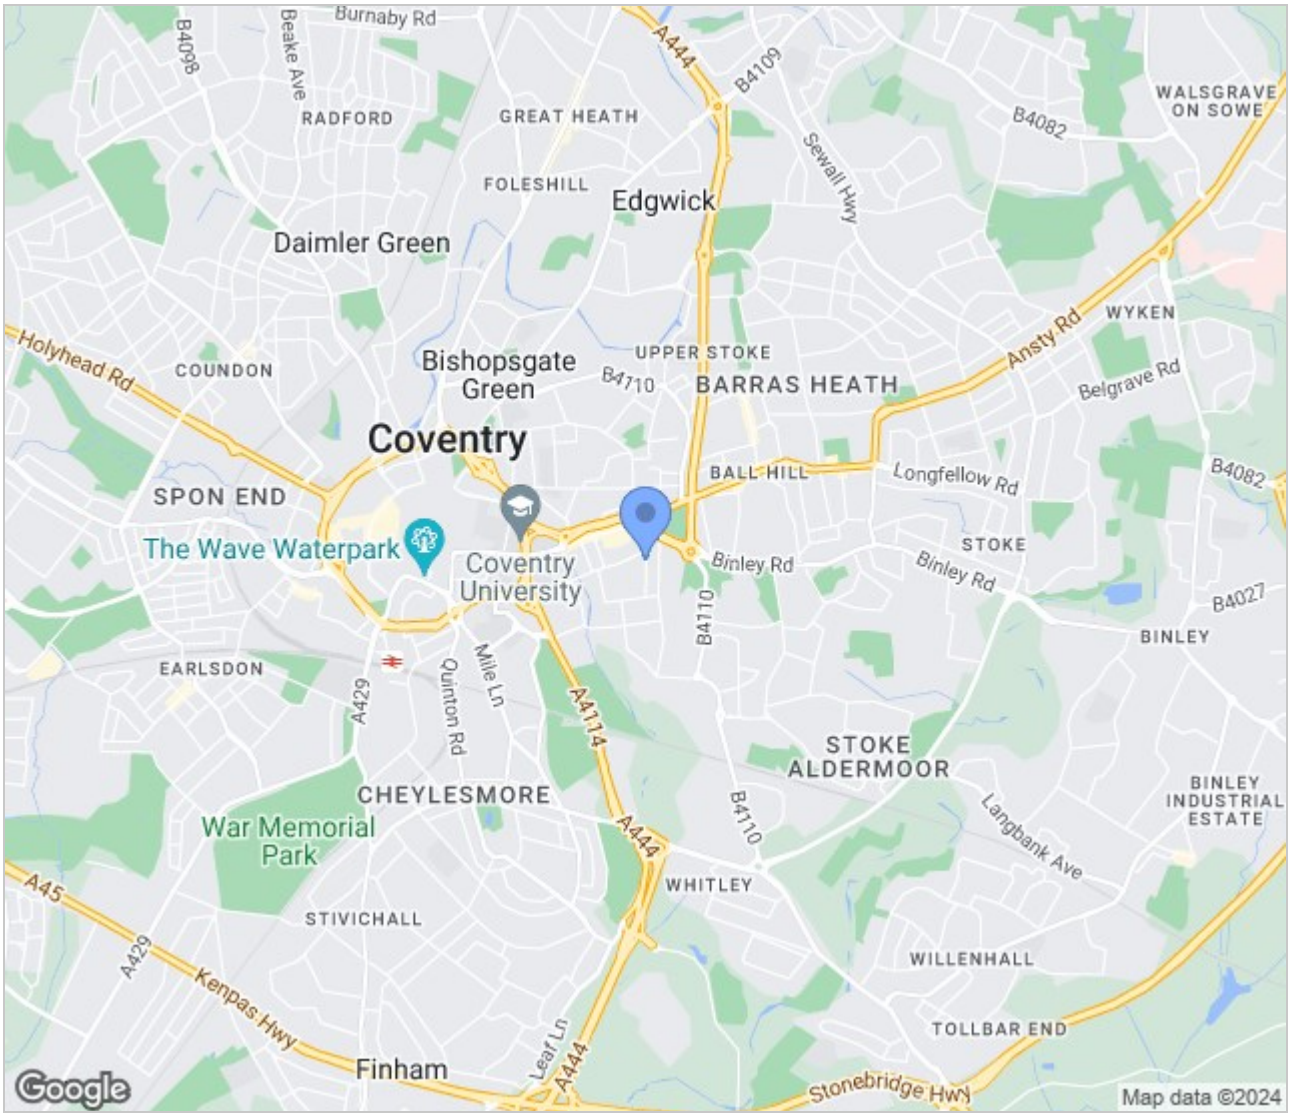 Burnaby Rd
A444
B4109
B4098
Beake Ave
WALSGRAVE
ON SOWE
RADFORD
GREAT HEATH
B4082
Sewall Hwy
FOLESHILL
Edgwick
Daimler Green
WYKEN
Ansty Rd
Holyhead Rd
COUNDON
Bishopsgate
Green
UPPER STOKE
B4110
BARRAS HEATH
Belgrave Rd
Coventry
BALL HILL
Longfellow Rd
B4082
SPON END
The Wave Waterpark
Coventry
University
Binley Rd
STOKE
Binley Rd
B4027
B4110
BINLEY
EARLSDON
A429
Quinton Rd
Mile Ln
A4114
STOKE
ALDERMOOR
CHEYLESMORE
BINLEY
INDUSTRIAL
ESTATE
War Memorial
Park
A444
B4110
Langbank Ave
A45
WHITLEY
STIVICHALL
A429
WILLENHALL
Kenpas Hwy
TOLLBAR END
Leaf Ln
Finham
A444
Stonebridge Hwy
Google
Map data ©2024